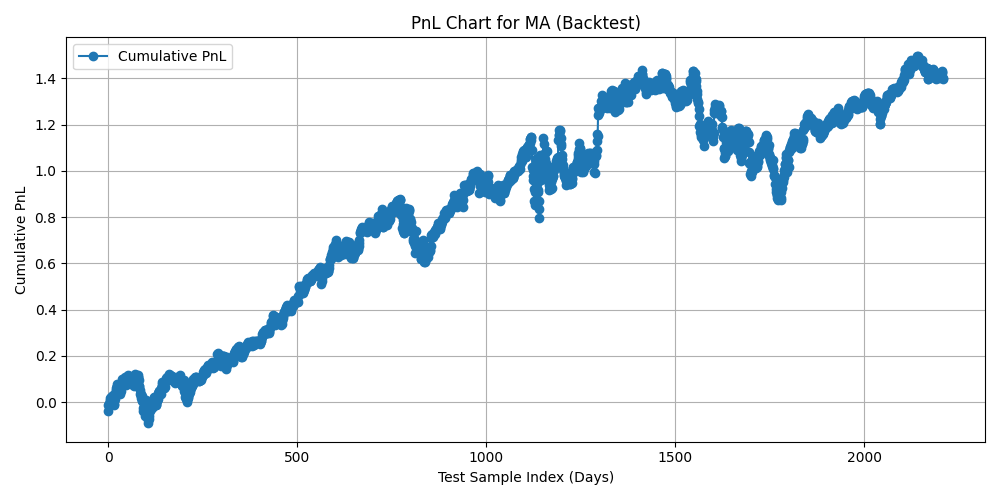 PnL Chart for MA (Backtest)
Cumulative PnL
1.4
1.2
1.0
0.8
0.6
0.4
0.2
0.0
Cumulative PnL
0 500 1000 1500 2000
Test Sample Index (Days)